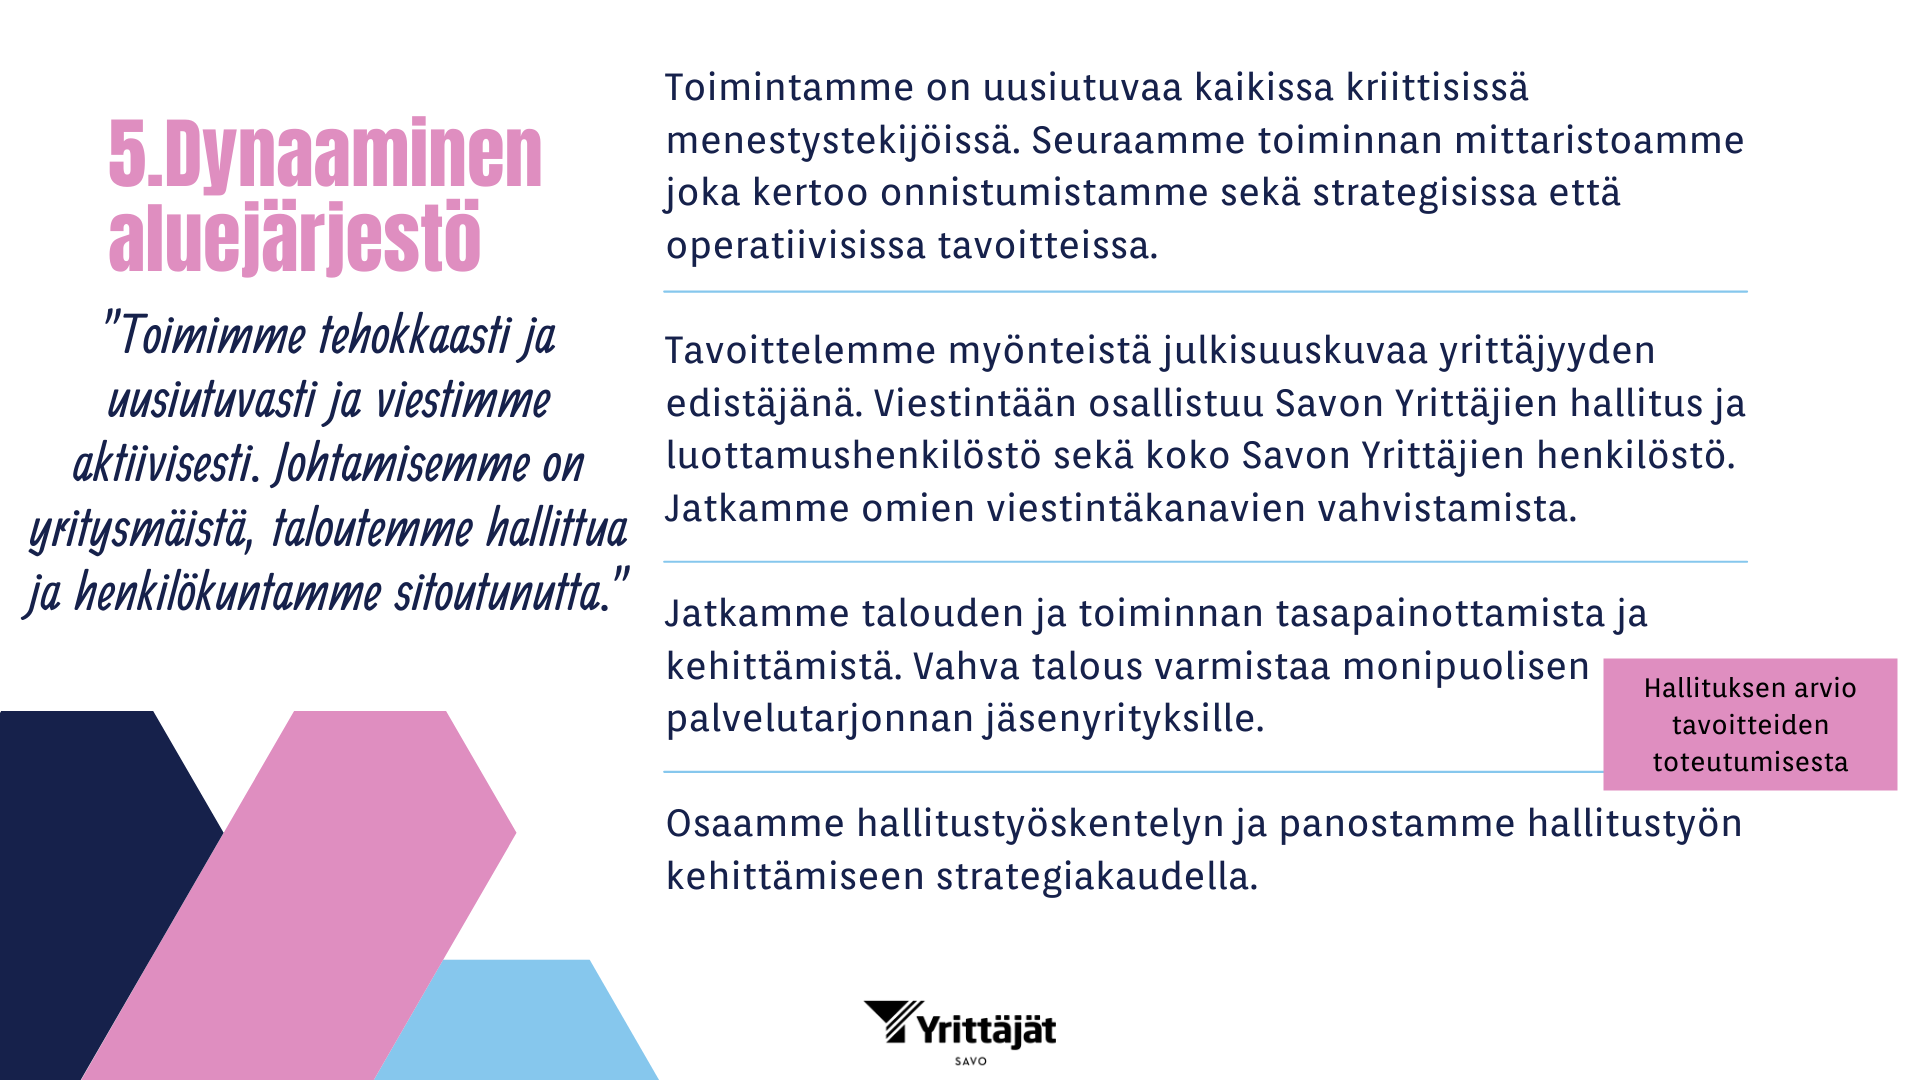 5.Dynaaminen
aluejärjestö
"Toimimme tehokkaasti ja
uusiutuvasti ja viestimme
aktiivisesti. Johtamisemme on
yritysmäistä, taloutemme hallittua
ja henkilökuntamme sitoutunutta."
Toimintamme on uusiutuvaa kaikissa kriittisissä
menestystekijöissä. Seuraamme toiminnan mittaristoamme
joka kertoo onnistumistamme sekä strategisissa että
operatiivisissa tavoitteissa.
Tavoittelemme myönteistä julkisuuskuvaa yrittäjyyden
edistäjänä. Viestintään osallistuu Savon Yrittäjien hallitus ja
luottamushenkilöstö sekä koko Savon Yrittäjien henkilöstö.
Jatkamme omien viestintäkanavien vahvistamista.
Jatkamme talouden ja toiminnan tasapainottamista ja
kehittämistä. Vahva talous varmistaa monipuolisen
palvelutarjonnan jäsenyrityksille.
Hallituksen arvio
tavoitteiden
toteutumisesta
Osaamme hallitustyöskentelyn ja panostamme hallitustyön
kehittämiseen strategiakaudella.
Yrittäjät
SAVO